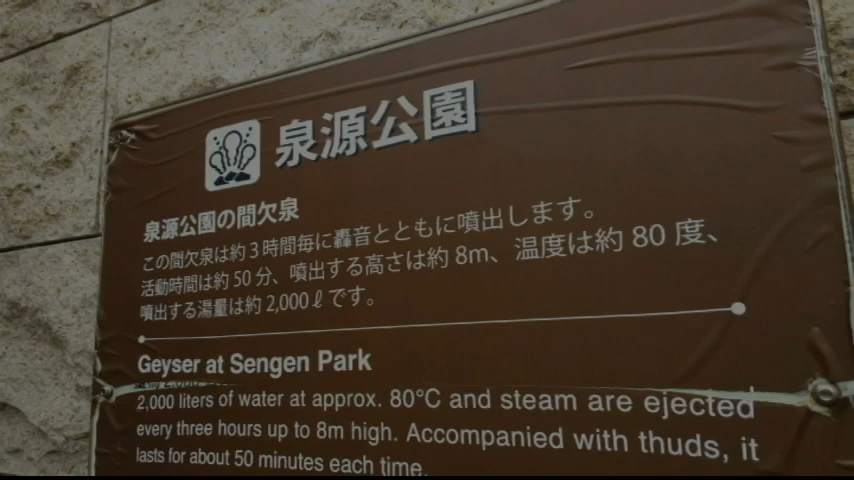 泉源公園
泉源公園の間欠泉
この間欠泉は約3時間毎に轟音とともに噴出します。
活動時間は約50分、噴出する高さは約8m、温度は約80度、
噴出する湯量は約2,000ℓです。
Geyser at Sengen Park
2,000 liters of water at approx. 80°C and steam are ejected
every three hours up to 8m high. Accompanied with thuds, it
lasts for about 50 minutes each time.